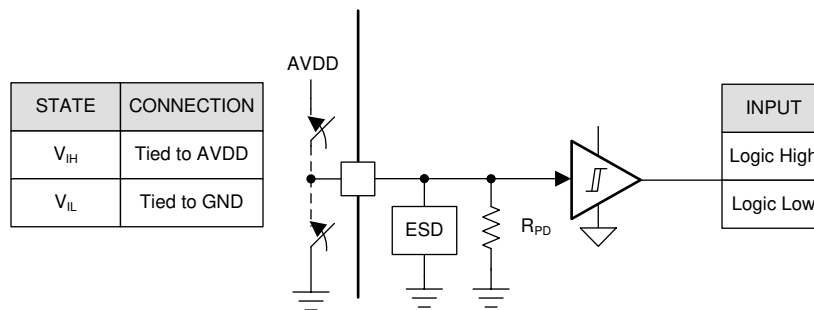 AVDD
STATE CONNECTION
V_IH Tied to AVDD
V_IL Tied to GND
ESD
R_PD
INPUT
Logic High
Logic Low